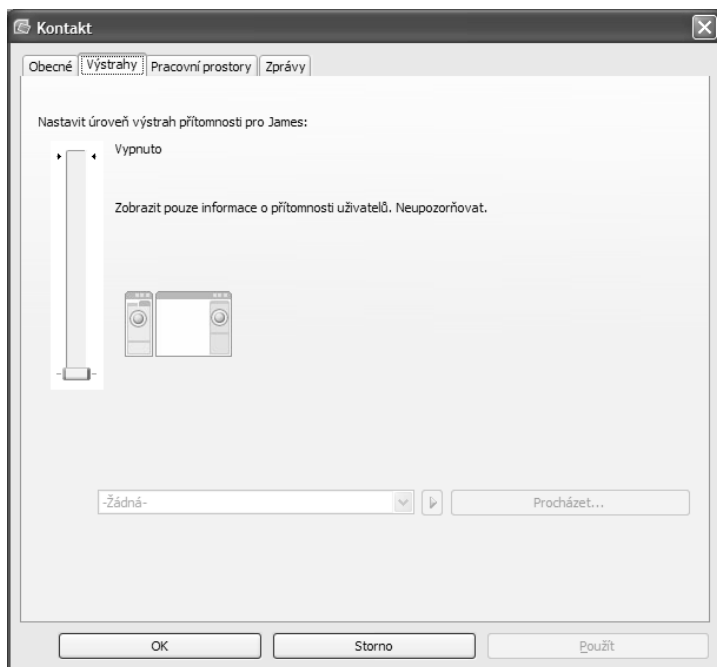 Kontakt
Obecné Výstrahy Pracovní prostory Zprávy
Nastavit úroveň výstrah přítomnosti pro James:
Vypnuto
Zobrazit pouze informace o přítomnosti uživatelů. Neupozorňovat.
-Žádná- Procházet...
OK Storno Použít